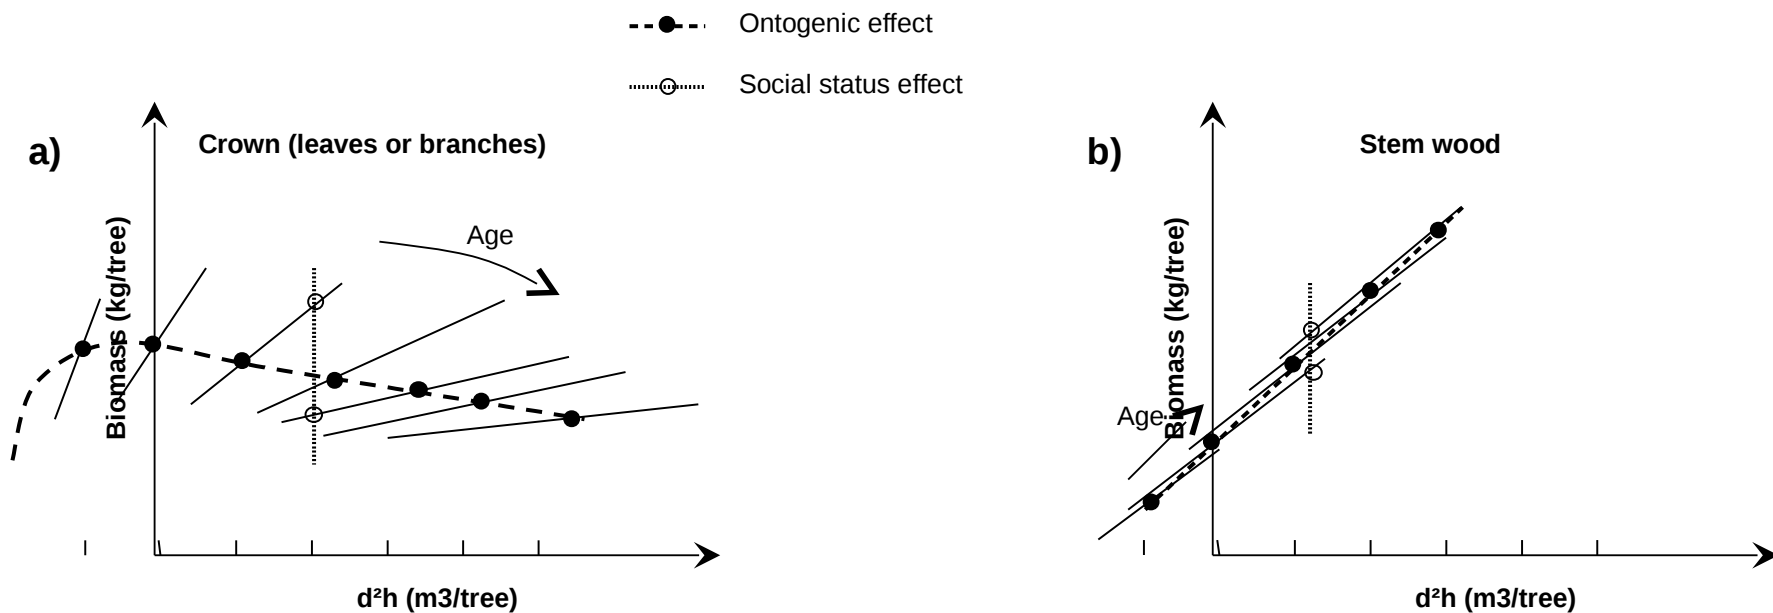 Ontogenic effect
Social status effect
a)
Crown (leaves or branches)
Age
Biomass (kg/tree)
d²h (m3/tree)
b)
Stem wood
Age
Biomass (kg/tree)
d²h (m3/tree)